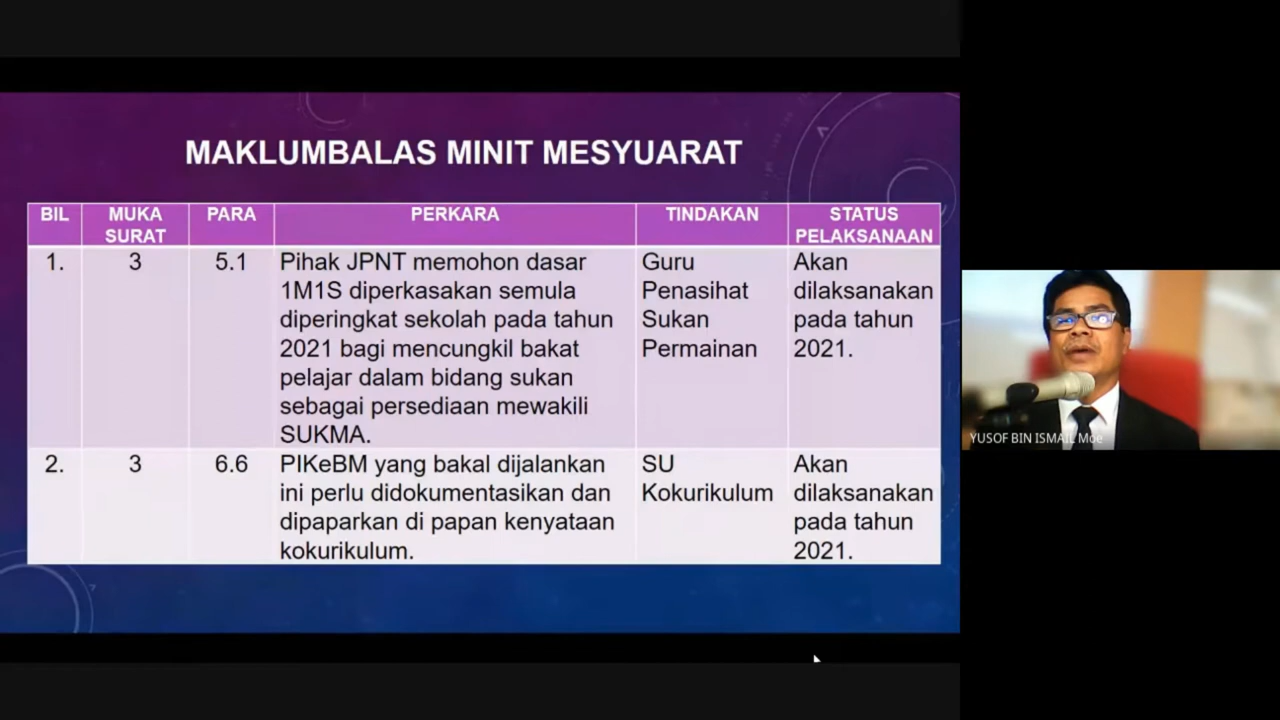 MAKLUMBALAS MINIT MESYUARAT
BIL
MUKA
SURAT
PARA
PERKARA
TINDAKAN
STATUS
PELAKSANAAN
1.
3
5.1
Pihak JPNT memohon dasar
1M1S diperkasakan semula
diperingkat sekolah pada tahun
2021 bagi mencungkil bakat
pelajar dalam bidang sukan
sebagai persediaan mewakili
SUKMA.
Guru
Penasihat
Sukan
Permainan
Akan
dilaksanakan
pada tahun
2021.
2.
3
6.6
PIKeBM yang bakal dijalankan
ini perlu didokumentasikan dan
dipaparkan di papan kenyataan
kokurikulum.
SU
Kokurikulum
Akan
dilaksanakan
pada tahun
2021.
YUSOF BIN ISMAIL Moe